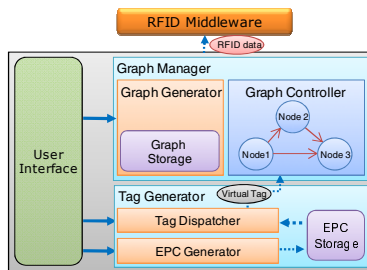 RFID Middleware
RFID data
Graph Manager
Graph Generator
Graph
Storage
Graph Controller
Node 2
Node1
Node 3
User
Interface
Virtual Tag
Tag Generator
Tag Dispatcher
EPC Generator
EPC
Storage